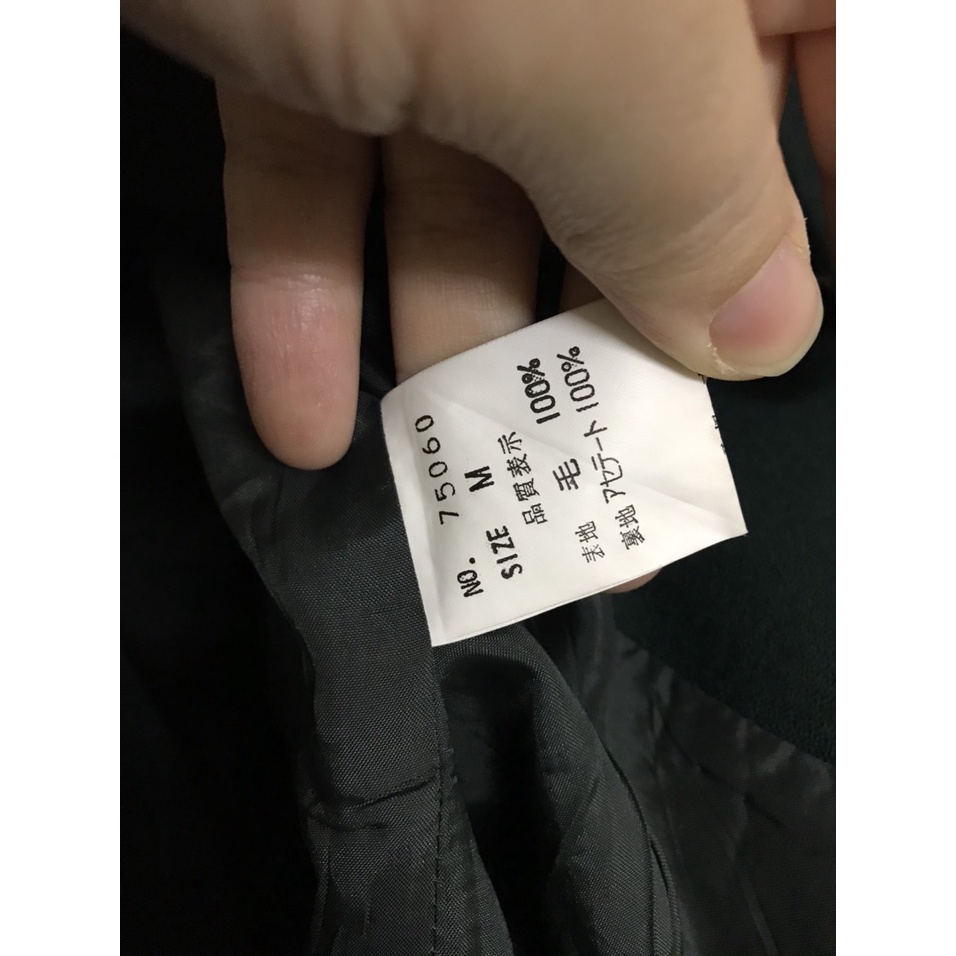 NO. 75060
SIZE M
品質表示
表地 毛 100%
裏地 アセテート 100%